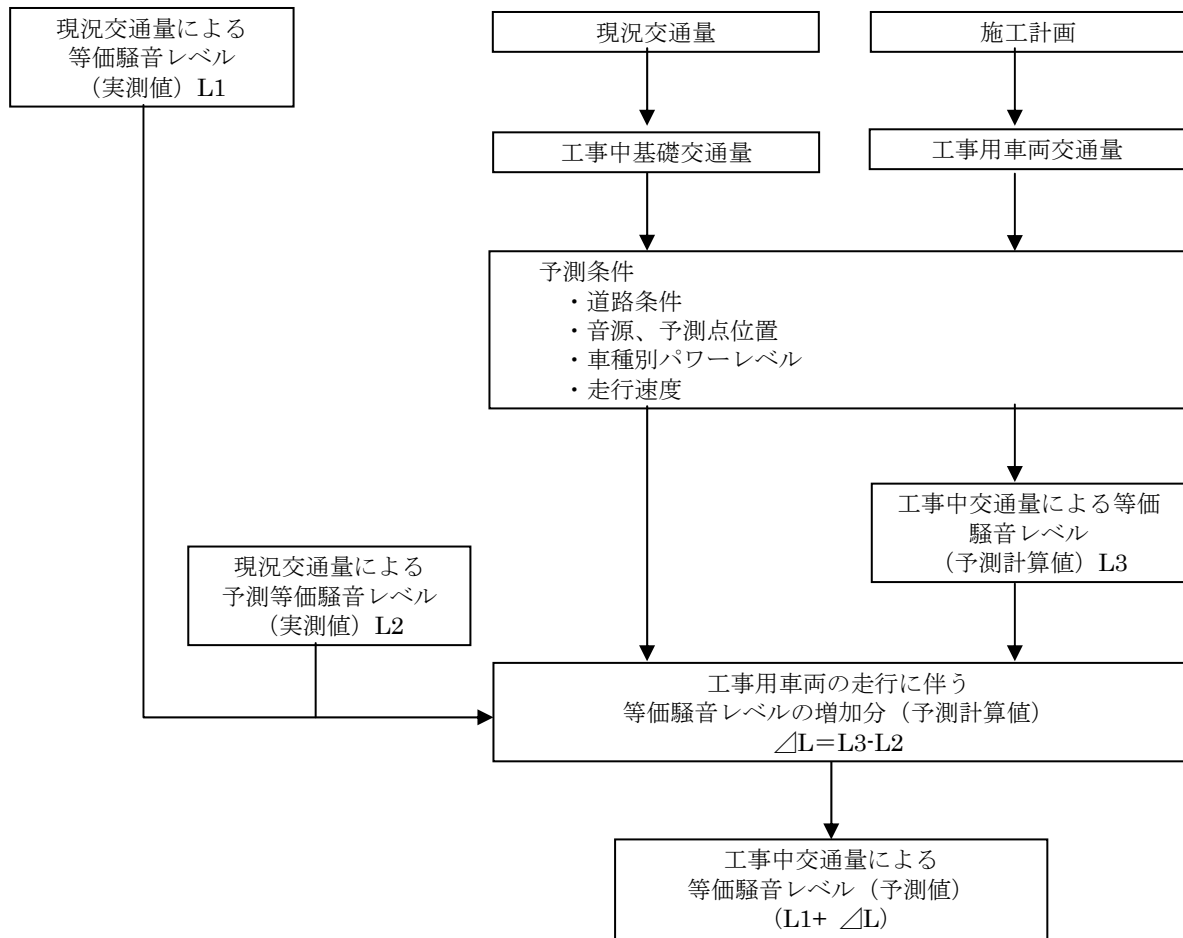 現況交通量による
等価騒音レベル
(実測値)L1
現況交通量
施工計画
工事中基礎交通量
工事用車両交通量
予測条件
・道路条件
・音源、予測点位置
・車種別パワーレベル
・走行速度
工事中交通量による等価
騒音レベル
(予測計算値)L3
現況交通量による
予測等価騒音レベル
(実測値)L2
工事用車両の走行に伴う
等価騒音レベルの増加分(予測計算値)
⊿L=L3-L2
工事中交通量による
等価騒音レベル(予測値)
(L1+ ⊿L)